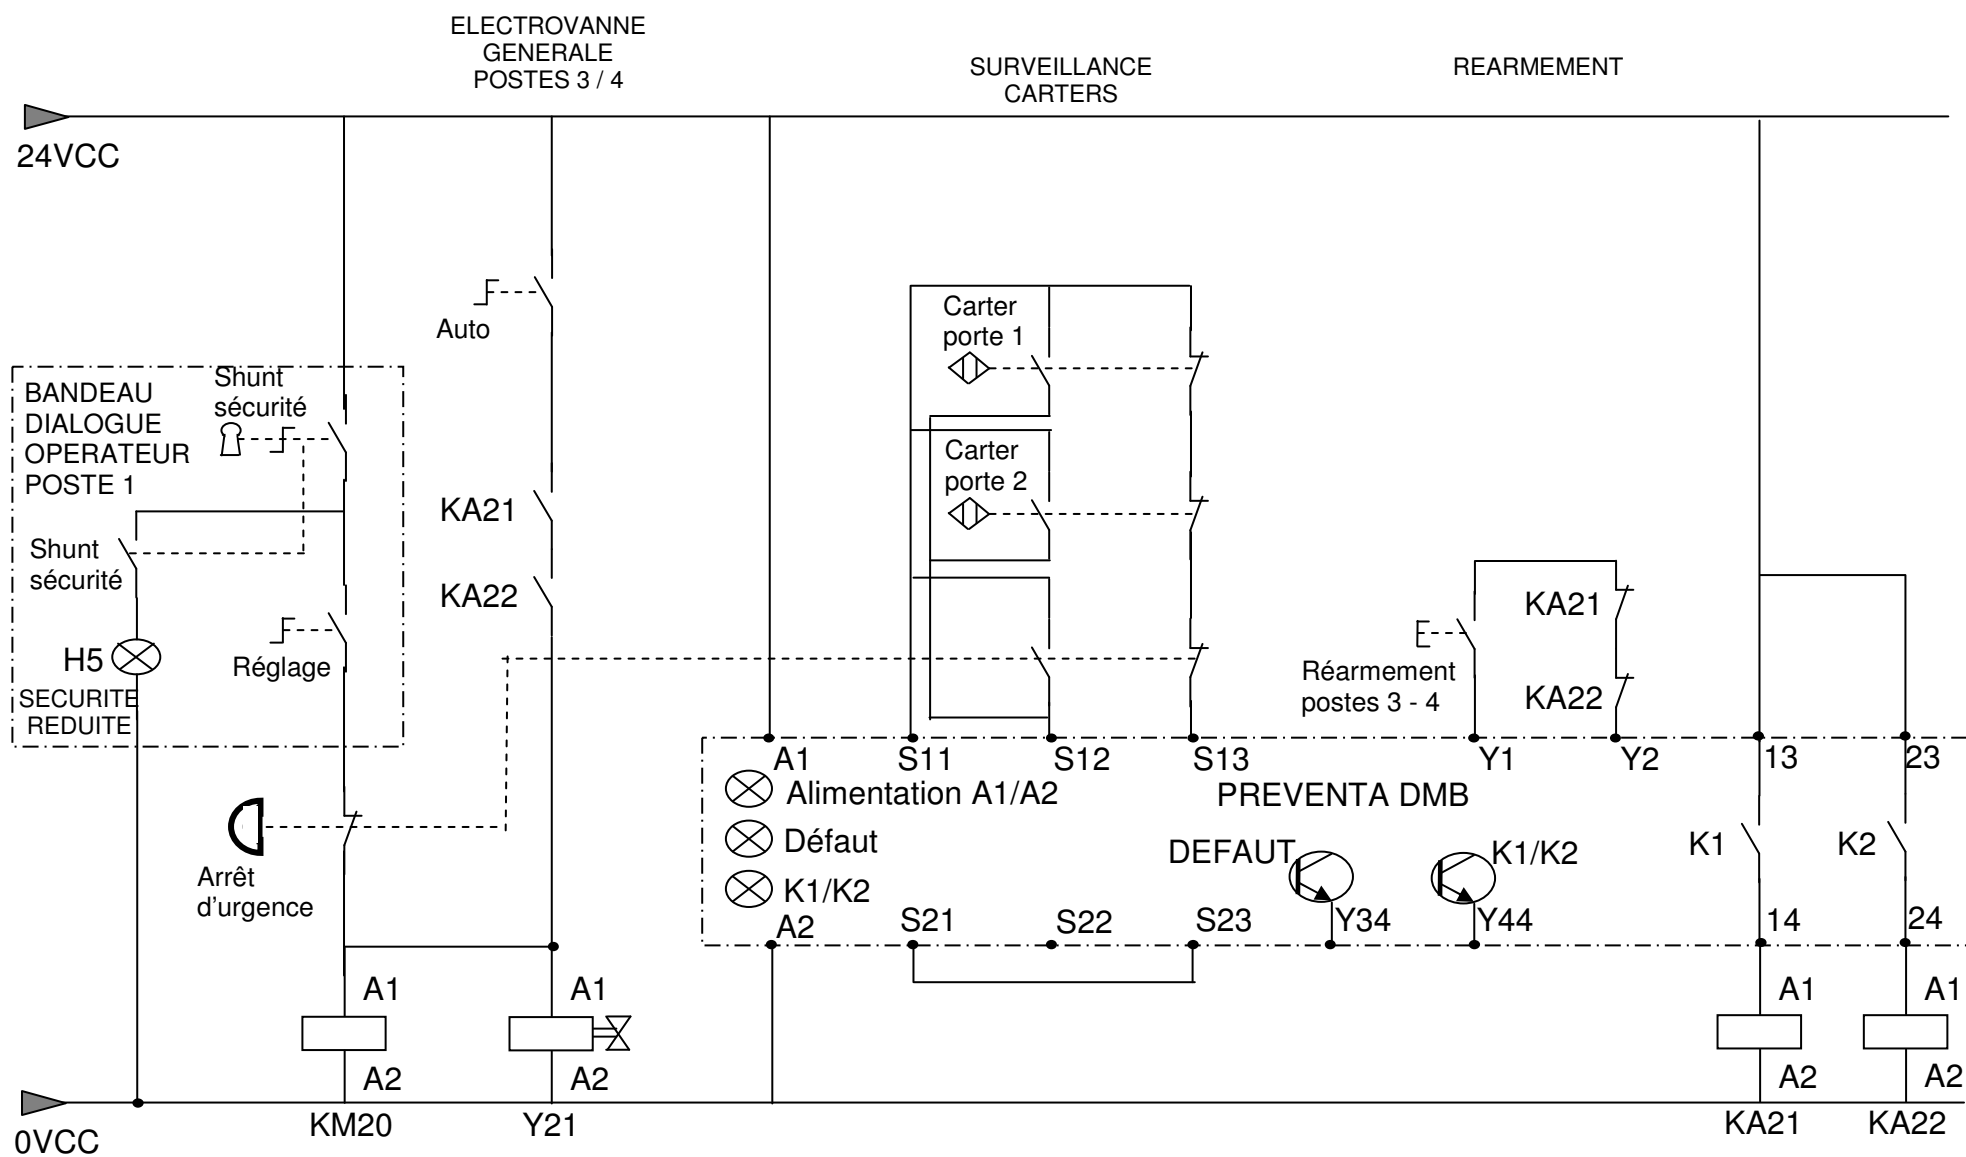 ELECTROVANNE
GENERALE
POSTES 3 / 4
SURVEILLANCE
CARTERS
REARMEMENT
24VCC
Auto
Carter
porte 1
BANDEAU
DIALOGUE
OPERATEUR
POSTE 1
Shunt
sécurité
Carter
porte 2
KA21
Shunt
sécurité
KA22
KA21
H5
Réglage
SECURITE
REDUITE
Réarmement
postes 3 - 4
KA22
A1
S11
S12
S13
Y1
Y2
13
23
Alimentation A1/A2
PREVENTA DMB
Défaut
DEFAUT
K1/K2
K1
K2
Arrêt
d'urgence
K1/K2
A2
S21
S22
S23
Y34
Y44
14
24
A1
A1
A1
A1
A2
A2
A2
A2
0VCC
KM20
Y21
KA21
KA22